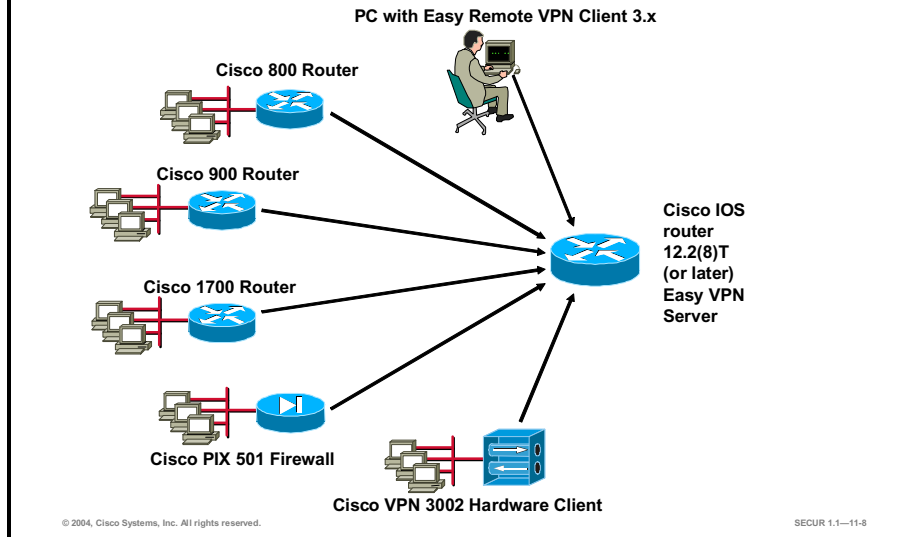 PC with Easy Remote VPN Client 3.x
Cisco 800 Router
Cisco 900 Router
Cisco IOS
router
12.2(8)T
(or later)
Easy VPN
Server
Cisco 1700 Router
Cisco PIX 501 Firewall
Cisco VPN 3002 Hardware Client
© 2004, Cisco Systems, Inc. All rights reserved.
SECUR 1.1—11-8